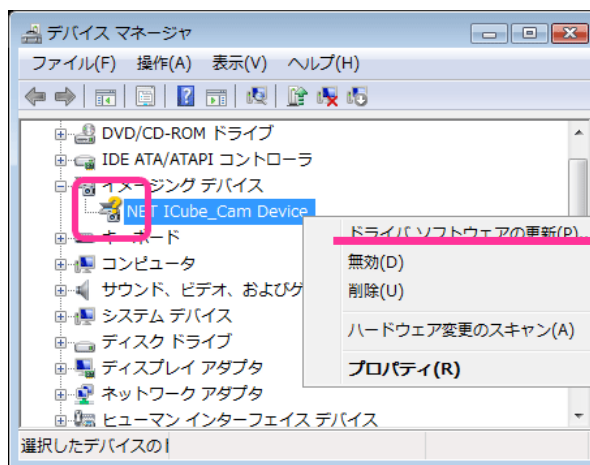 デバイス マネージャ
ファイル(F) 操作(A) 表示(V) ヘルプ(H)
DVD/CD-ROM ドライブ
IDE ATA/ATAPI コントローラ
イメージング デバイス
NET ICube_Cam Device
キーボード
コンピュータ
サウンド、ビデオ、およびゲ
システム デバイス
ディスク ドライブ
ディスプレイ アダプタ
ネットワーク アダプタ
ヒューマン インターフェイス デバイス
ドライバ ソフトウェアの更新(P)...
無効(D)
削除(U)
ハードウェア変更のスキャン(A)
プロパティ(R)
選択したデバイスの